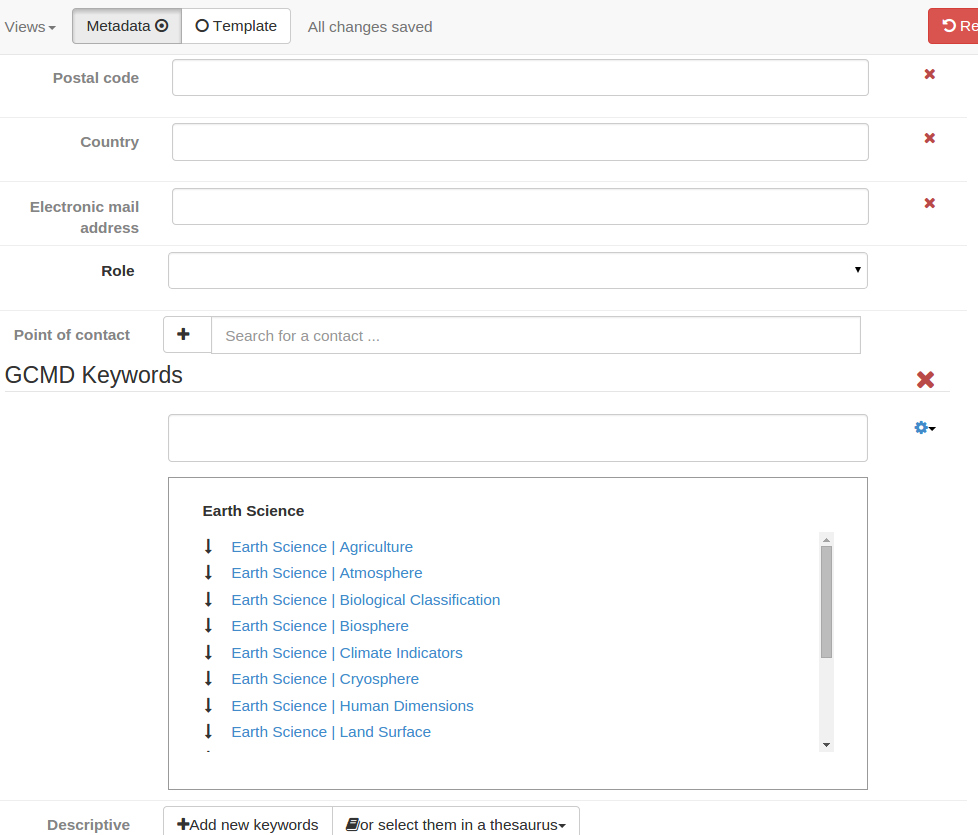 Views Metadata Template All changes saved Re
Postal code
Country
Electronic mail
address
Role
Point of contact Search for a contact ...
GCMD Keywords
Earth Science
Earth Science | Agriculture
Earth Science | Atmosphere
Earth Science | Biological Classification
Earth Science | Biosphere
Earth Science | Climate Indicators
Earth Science | Cryosphere
Earth Science | Human Dimensions
Earth Science | Land Surface
Descriptive Add new keywords or select them in a thesaurus